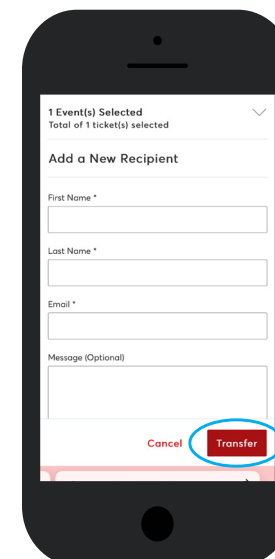 1 Event(s) Selected
Total of 1 ticket(s) selected
Add a New Recipient
First Name *
Last Name *
Email *
Message (Optional)
Cancel Transfer